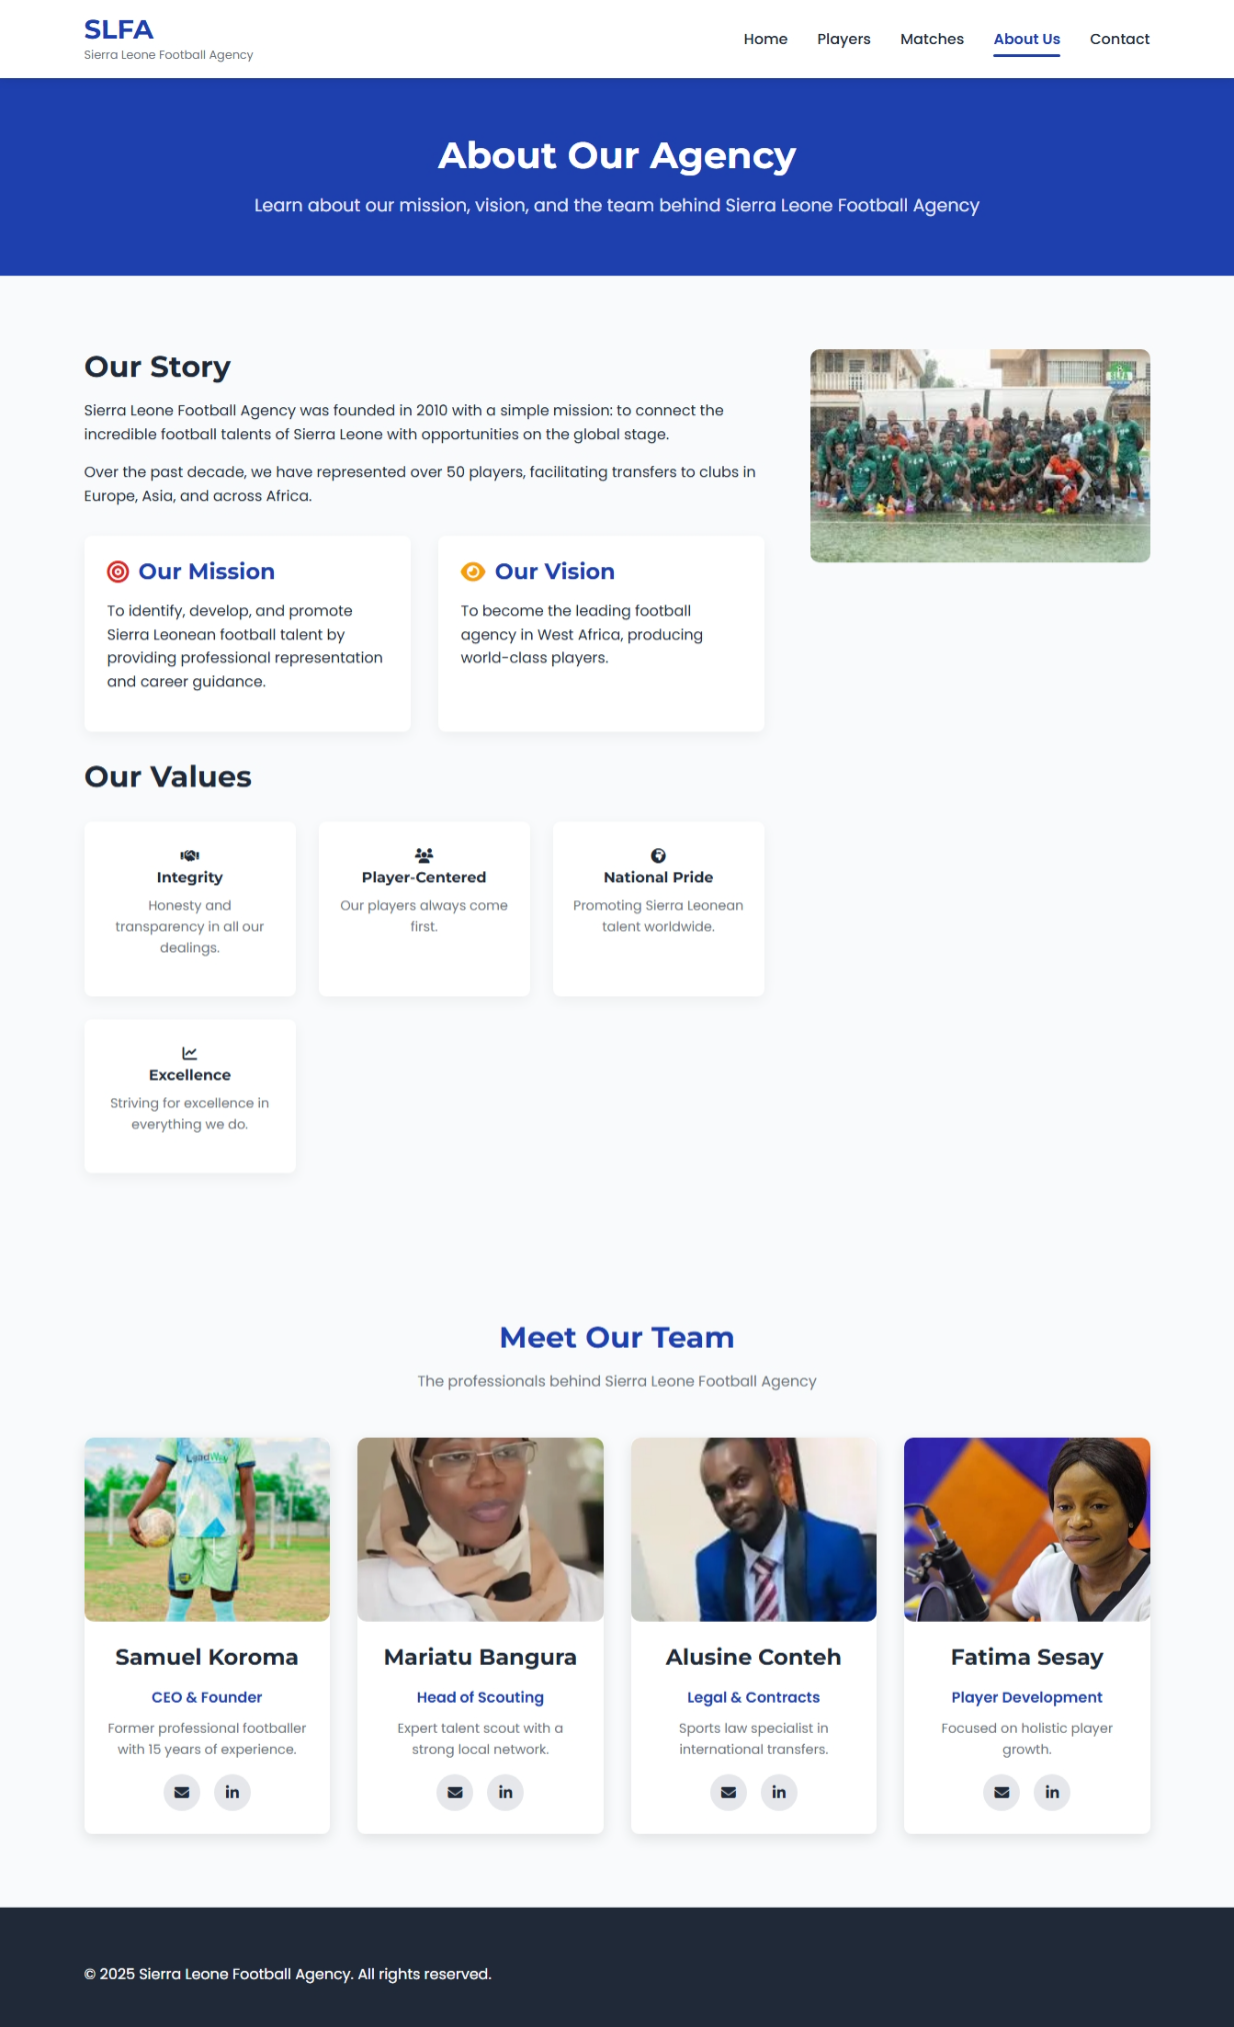 SLFA
Sierra Leone Football Agency
Home
Players
Matches
About Us
Contact
About Our Agency
Learn about our mission, vision, and the team behind Sierra Leone Football Agency
Our Story
Sierra Leone Football Agency was founded in 2010 with a simple mission: to connect the
incredible football talents of Sierra Leone with opportunities on the global stage.
Over the past decade, we have represented over 50 players, facilitating transfers to clubs in
Europe, Asia, and across Africa.
SLFA
Our Mission
To identify, develop, and promote
Sierra Leonean football talent by
providing professional representation
and career guidance.
Our Vision
To become the leading football
agency in West Africa, producing
world-class players.
Our Values
Integrity
Honesty and
transparency in all our
dealings.
Player-Centered
Our players always come
first.
National Pride
Promoting Sierra Leonean
talent worldwide.
Excellence
Striving for excellence in
everything we do.
Meet Our Team
The professionals behind Sierra Leone Football Agency
LeadWay
Samuel Koroma
CEO & Founder
Former professional footballer
with 15 years of experience.
in
Mariatu Bangura
Head of Scouting
Expert talent scout with a
strong local network.
in
Alusine Conteh
Legal & Contracts
Sports law specialist in
international transfers.
in
Fatima Sesay
Player Development
Focused on holistic player
growth.
in
© 2025 Sierra Leone Football Agency. All rights reserved.